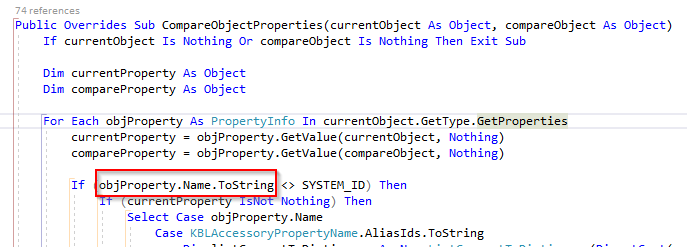 74 references
Public Overrides Sub CompareObjectProperties(currentObject As Object, compareObject As Object)
If currentObject Is Nothing Or compareObject Is Nothing Then Exit Sub
Dim currentProperty As Object
Dim compareProperty As Object
For Each objProperty As PropertyInfo In currentObject.GetType.GetProperties
currentProperty = objProperty.GetValue(currentObject, Nothing)
compareProperty = objProperty.GetValue(compareObject, Nothing)
If (objProperty.Name.ToString <> SYSTEM_ID) Then
If (currentProperty IsNot Nothing) Then
Select Case objProperty.Name
Case KBLAccessoryPropertyName.AliasIds.ToString